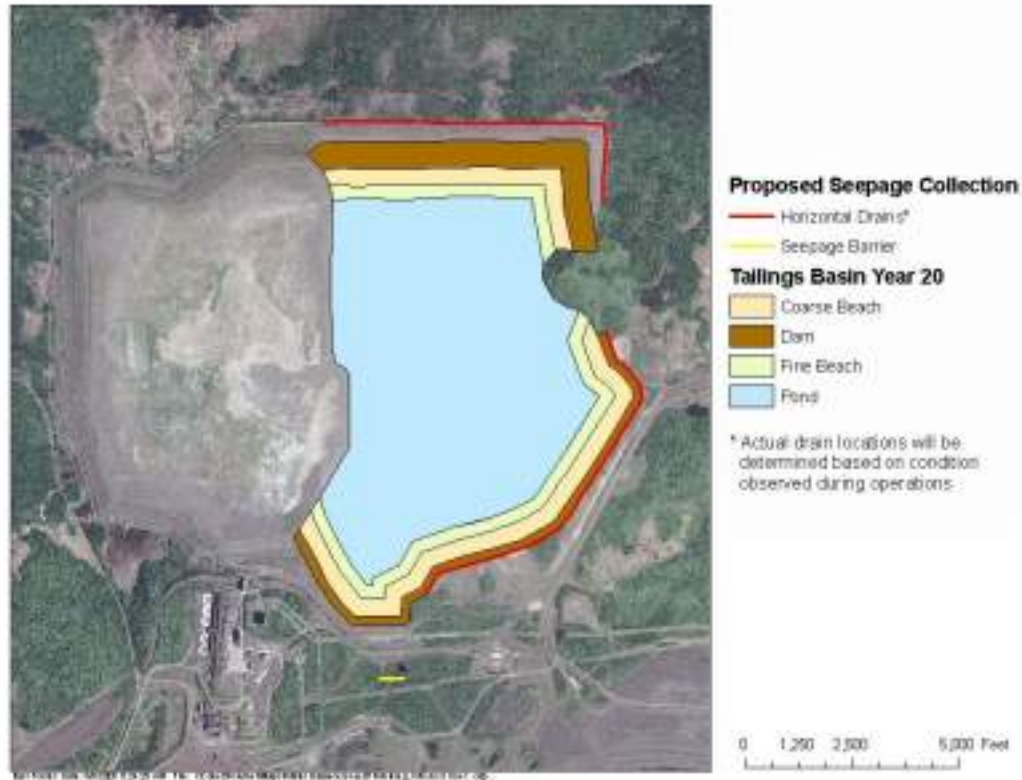 Proposed Seepage Collection
Horizontal Drains*
Seepage Barrier
Tailings Basin Year 20
Coarse Beach
Dam
Fine Beach
Pond
* Actual drain locations will be
determined based on condition
observed during operations
0 1,250 2,500 5,000 Feet